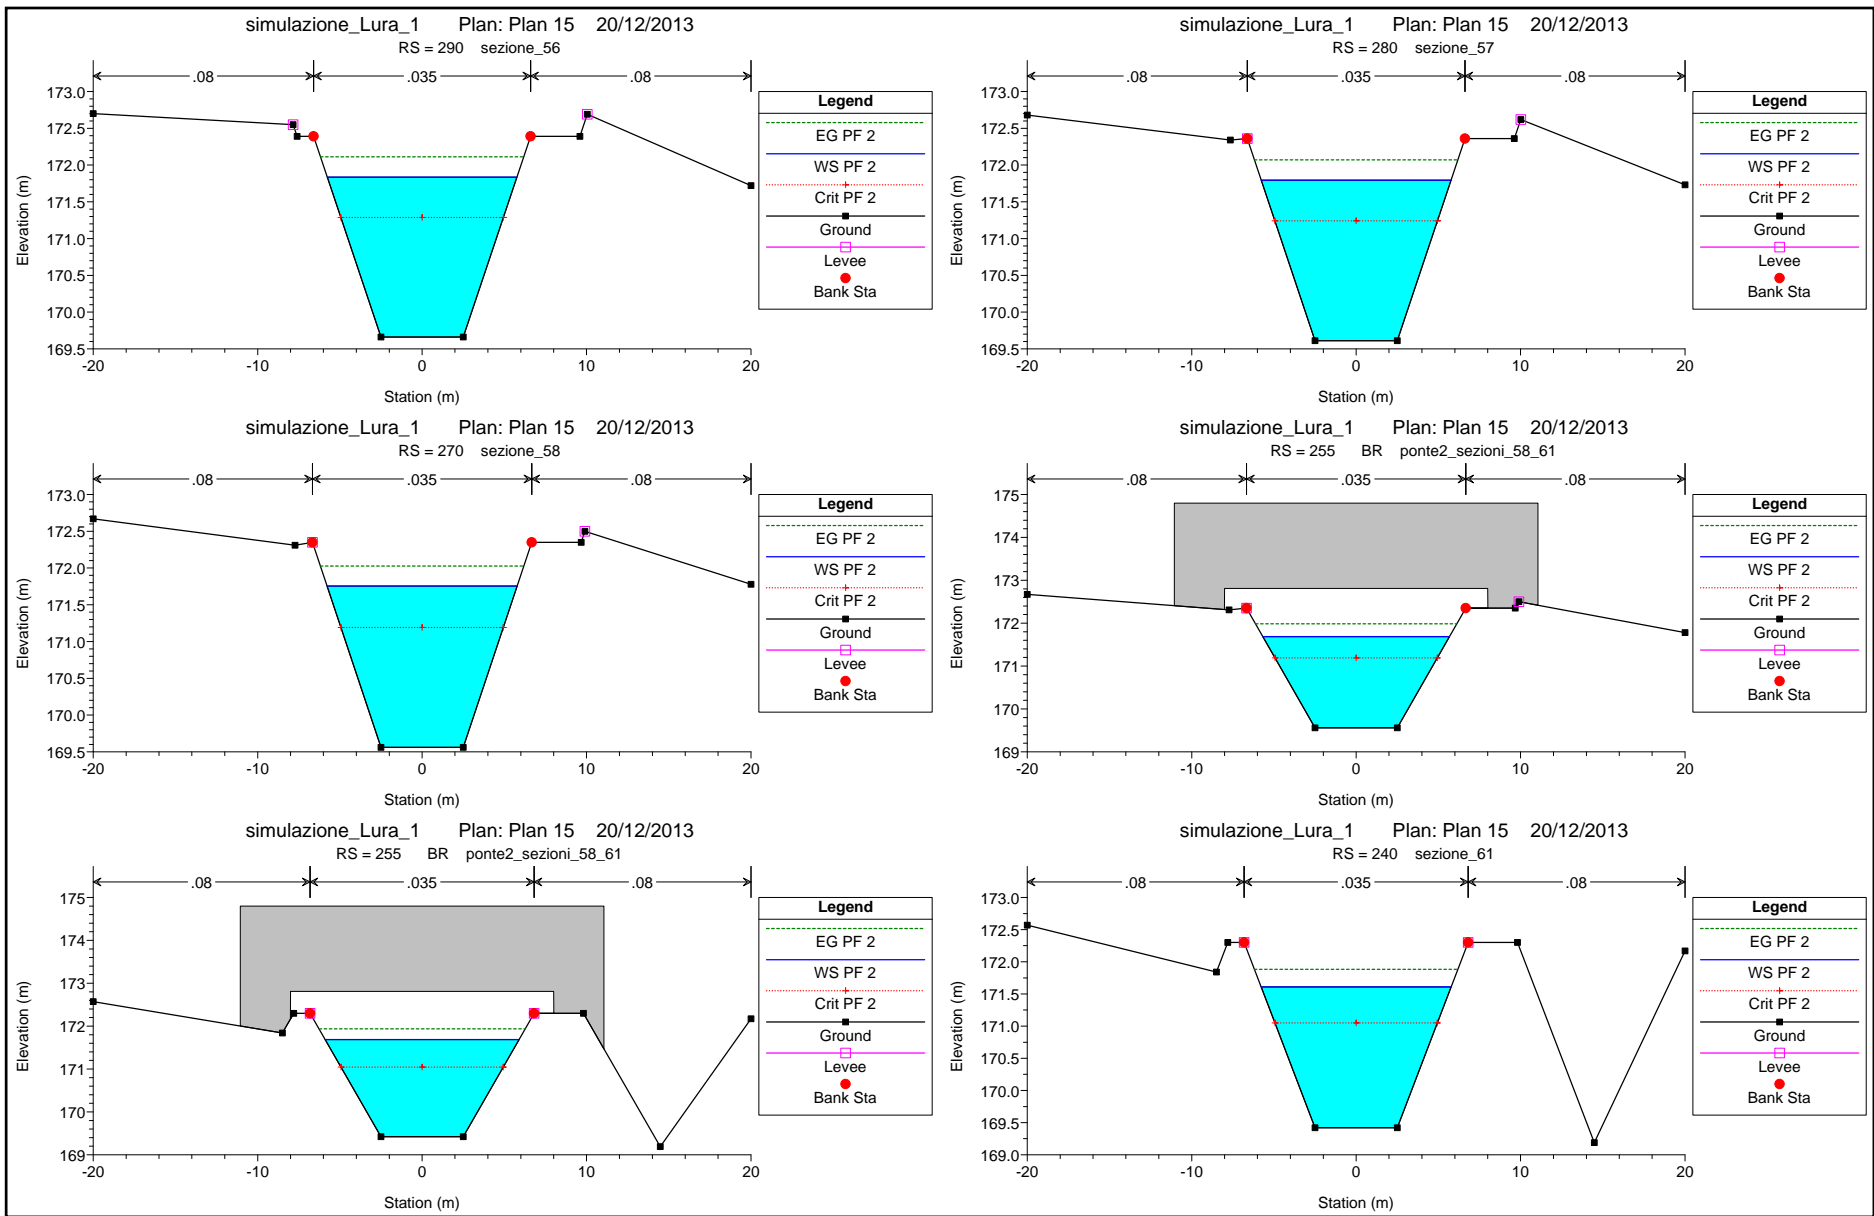 simulazione_Lura_1 Plan: Plan 15 20/12/2013
RS = 290 sezione_56
.08 .035 .08
173.0
172.5
172.0
171.5
171.0
170.5
170.0
169.5
Elevation (m)
-20 -10 0 10 20
Station (m)
Legend
EG PF 2
WS PF 2
Crit PF 2
Ground
Levee
Bank Sta
simulazione_Lura_1 Plan: Plan 15 20/12/2013
RS = 280 sezione_57
.08 .035 .08
173.0
172.5
172.0
171.5
171.0
170.5
170.0
169.5
Elevation (m)
-20 -10 0 10 20
Station (m)
Legend
EG PF 2
WS PF 2
Crit PF 2
Ground
Levee
Bank Sta
simulazione_Lura_1 Plan: Plan 15 20/12/2013
RS = 270 sezione_58
.08 .035 .08
173.0
172.5
172.0
171.5
171.0
170.5
170.0
169.5
Elevation (m)
-20 -10 0 10 20
Station (m)
Legend
EG PF 2
WS PF 2
Crit PF 2
Ground
Levee
Bank Sta
simulazione_Lura_1 Plan: Plan 15 20/12/2013
RS = 255 BR ponte2_sezioni_58_61
.08 .035 .08
175
174
173
172
171
170
169
Elevation (m)
-20 -10 0 10 20
Station (m)
Legend
EG PF 2
WS PF 2
Crit PF 2
Ground
Levee
Bank Sta
simulazione_Lura_1 Plan: Plan 15 20/12/2013
RS = 255 BR ponte2_sezioni_58_61
.08 .035 .08
175
174
173
172
171
170
169
Elevation (m)
-20 -10 0 10 20
Station (m)
Legend
EG PF 2
WS PF 2
Crit PF 2
Ground
Levee
Bank Sta
simulazione_Lura_1 Plan: Plan 15 20/12/2013
RS = 240 sezione_61
.08 .035 .08
173.0
172.5
172.0
171.5
171.0
170.5
170.0
169.5
169.0
Elevation (m)
-20 -10 0 10 20
Station (m)
Legend
EG PF 2
WS PF 2
Crit PF 2
Ground
Levee
Bank Sta